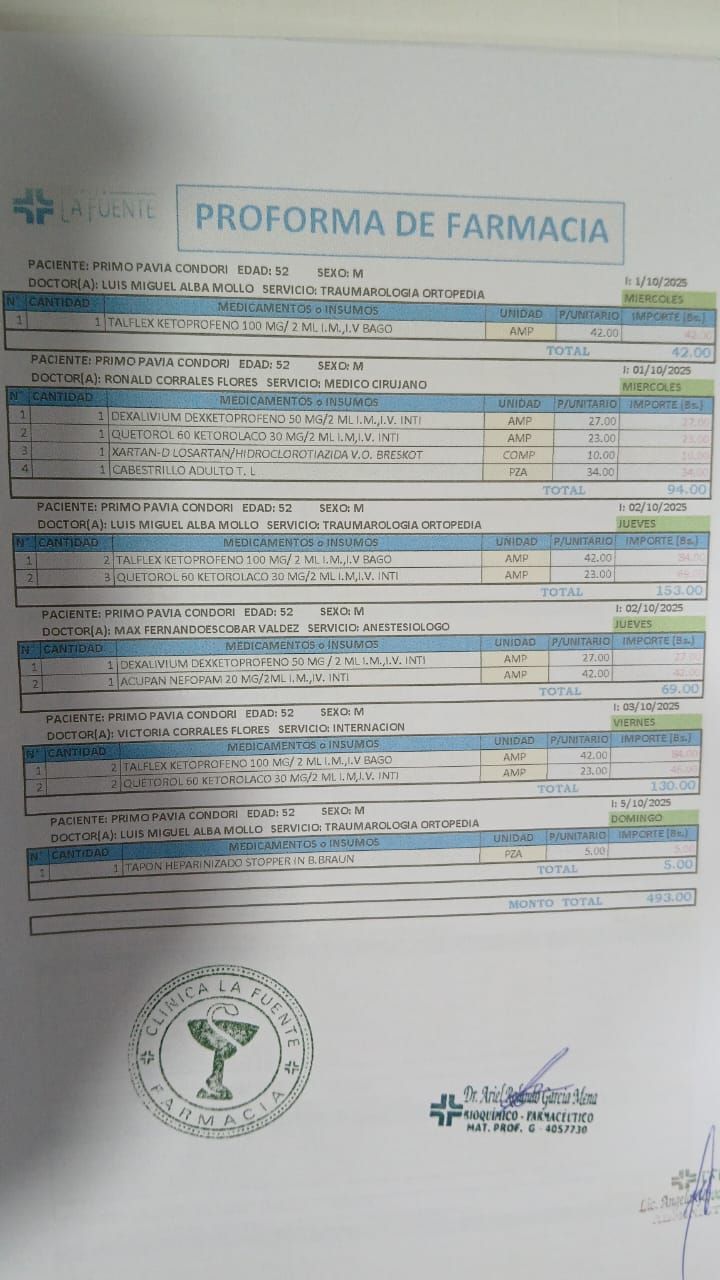 LA FUENTE
PROFORMA DE FARMACIA
PACIENTE: PRIMO PAVIA CONDORI EDAD: 52 SEXO: M I: 1/10/2025
DOCTOR(A): LUIS MIGUEL ALBA MOLLO SERVICIO: TRAUMAROLOGIA ORTOPEDIA MIERCOLES
N° CANTIDAD MEDICAMENTOS o INSUMOS UNIDAD P/UNITARIO IMPORTE (Bs.)
1 1 TALFLEX KETOPROFENO 100 MG/ 2 ML I.M.,I.V BAGO AMP 42.00 42.00
TOTAL 42.00
PACIENTE: PRIMO PAVIA CONDORI EDAD: 52 SEXO: M I: 01/10/2025
DOCTOR(A): RONALD CORRALES FLORES SERVICIO: MEDICO CIRUJANO MIERCOLES
N° CANTIDAD MEDICAMENTOS o INSUMOS UNIDAD P/UNITARIO IMPORTE (Bs.)
1 1 DEXALIVIUM DEXKETOPROFENO 50 MG/2 ML I.M.,I.V. INTI AMP 27.00 27.00
2 1 QUETOROL 60 KETOROLACO 30 MG/2 ML I.M,I.V. INTI AMP 23.00 23.00
3 1 XARTAN-D LOSARTAN/HIDROCLOROTIAZIDA V.O. BRESKOT COMP 10.00 10.00
4 1 CABESTRILLO ADULTO T, L PZA 34.00 34.00
TOTAL 94.00
PACIENTE: PRIMO PAVIA CONDORI EDAD: 52 SEXO: M I: 02/10/2025
DOCTOR(A): LUIS MIGUEL ALBA MOLLO SERVICIO: TRAUMAROLOGIA ORTOPEDIA JUEVES
N° CANTIDAD MEDICAMENTOS o INSUMOS UNIDAD P/UNITARIO IMPORTE (Bs.)
1 2 TALFLEX KETOPROFENO 100 MG/ 2 ML I.M.,I.V BAGO AMP 42.00 84.00
2 3 QUETOROL 60 KETOROLACO 30 MG/2 ML I.M,I.V. INTI AMP 23.00 69.00
TOTAL 153.00
PACIENTE: PRIMO PAVIA CONDORI EDAD: 52 SEXO: M I: 02/10/2025
DOCTOR(A): MAX FERNANDOESCOBAR VALDEZ SERVICIO: ANESTESIOLOGO JUEVES
N° CANTIDAD MEDICAMENTOS o INSUMOS UNIDAD P/UNITARIO IMPORTE (Bs.)
1 1 DEXALIVIUM DEXKETOPROFENO 50 MG / 2 ML I.M.,I.V. INTI AMP 27.00 27.00
2 1 ACUPAN NEFOPAM 20 MG/2ML I.M.,IV. INTI AMP 42.00 42.00
TOTAL 69.00
PACIENTE: PRIMO PAVIA CONDORI EDAD: 52 SEXO: M I: 03/10/2025
DOCTOR(A): VICTORIA CORRALES FLORES SERVICIO: INTERNACION VIERNES
N° CANTIDAD MEDICAMENTOS o INSUMOS UNIDAD P/UNITARIO IMPORTE (Bs.)
1 2 TALFLEX KETOPROFENO 100 MG/ 2 ML I.M.,I.V BAGO AMP 42.00 84.00
2 2 QUETOROL 60 KETOROLACO 30 MG/2 ML I.M,I.V. INTI AMP 23.00 46.00
TOTAL 130.00
PACIENTE: PRIMO PAVIA CONDORI EDAD: 52 SEXO: M I: 5/10/2025
DOCTOR(A): LUIS MIGUEL ALBA MOLLO SERVICIO: TRAUMAROLOGIA ORTOPEDIA DOMINGO
N° CANTIDAD MEDICAMENTOS o INSUMOS UNIDAD P/UNITARIO IMPORTE (Bs.)
1 1 TAPON HEPARINIZADO STOPPER IN B.BRAUN PZA 5.00 5.00
TOTAL 5.00
MONTO TOTAL 493.00
CLINICA LA FUENTE
FARMACIA
Dr. Ariel Rolando Garcia Mena
BIOQUÍMICO - FARMACÉUTICO
MAT. PROF. G - 4057730
Lic. Angel